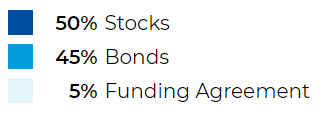 50% Stocks
45% Bonds
5% Funding Agreement